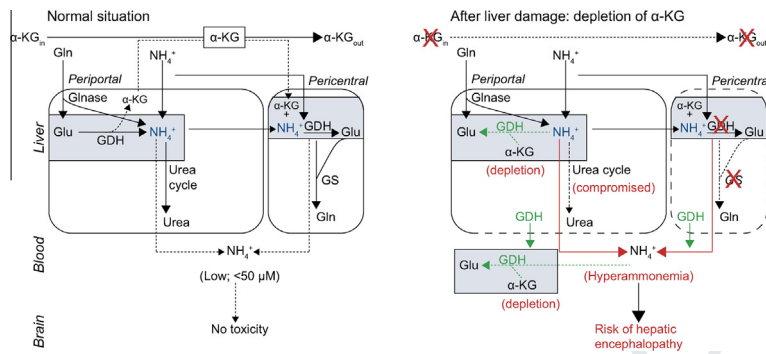 Normal situation
α-KGin
α-KG
α-KGout
Gln
NH4+
Periportal
Pericentral
Glnase
α-KG
α-KG
+
Glu
GDH
NH4+
NH4+
GDH
Glu
Urea
cycle
GS
Urea
Gln
NH4+
(Low; <50 µM)
No toxicity
Liver
Blood
Brain
After liver damage: depletion of α-KG
α-KGin
α-KGout
Gln
NH4+
Periportal
Pericentral
Glnase
α-KG
+
Glu
GDH
NH4+
NH4+
GDH
Glu
α-KG
(depletion)
Urea cycle
(compromised)
GS
Urea
Gln
GDH
GDH
Glu
GDH
NH4+
α-KG
(depletion)
(Hyperammonemia)
Risk of hepatic
encephalopathy